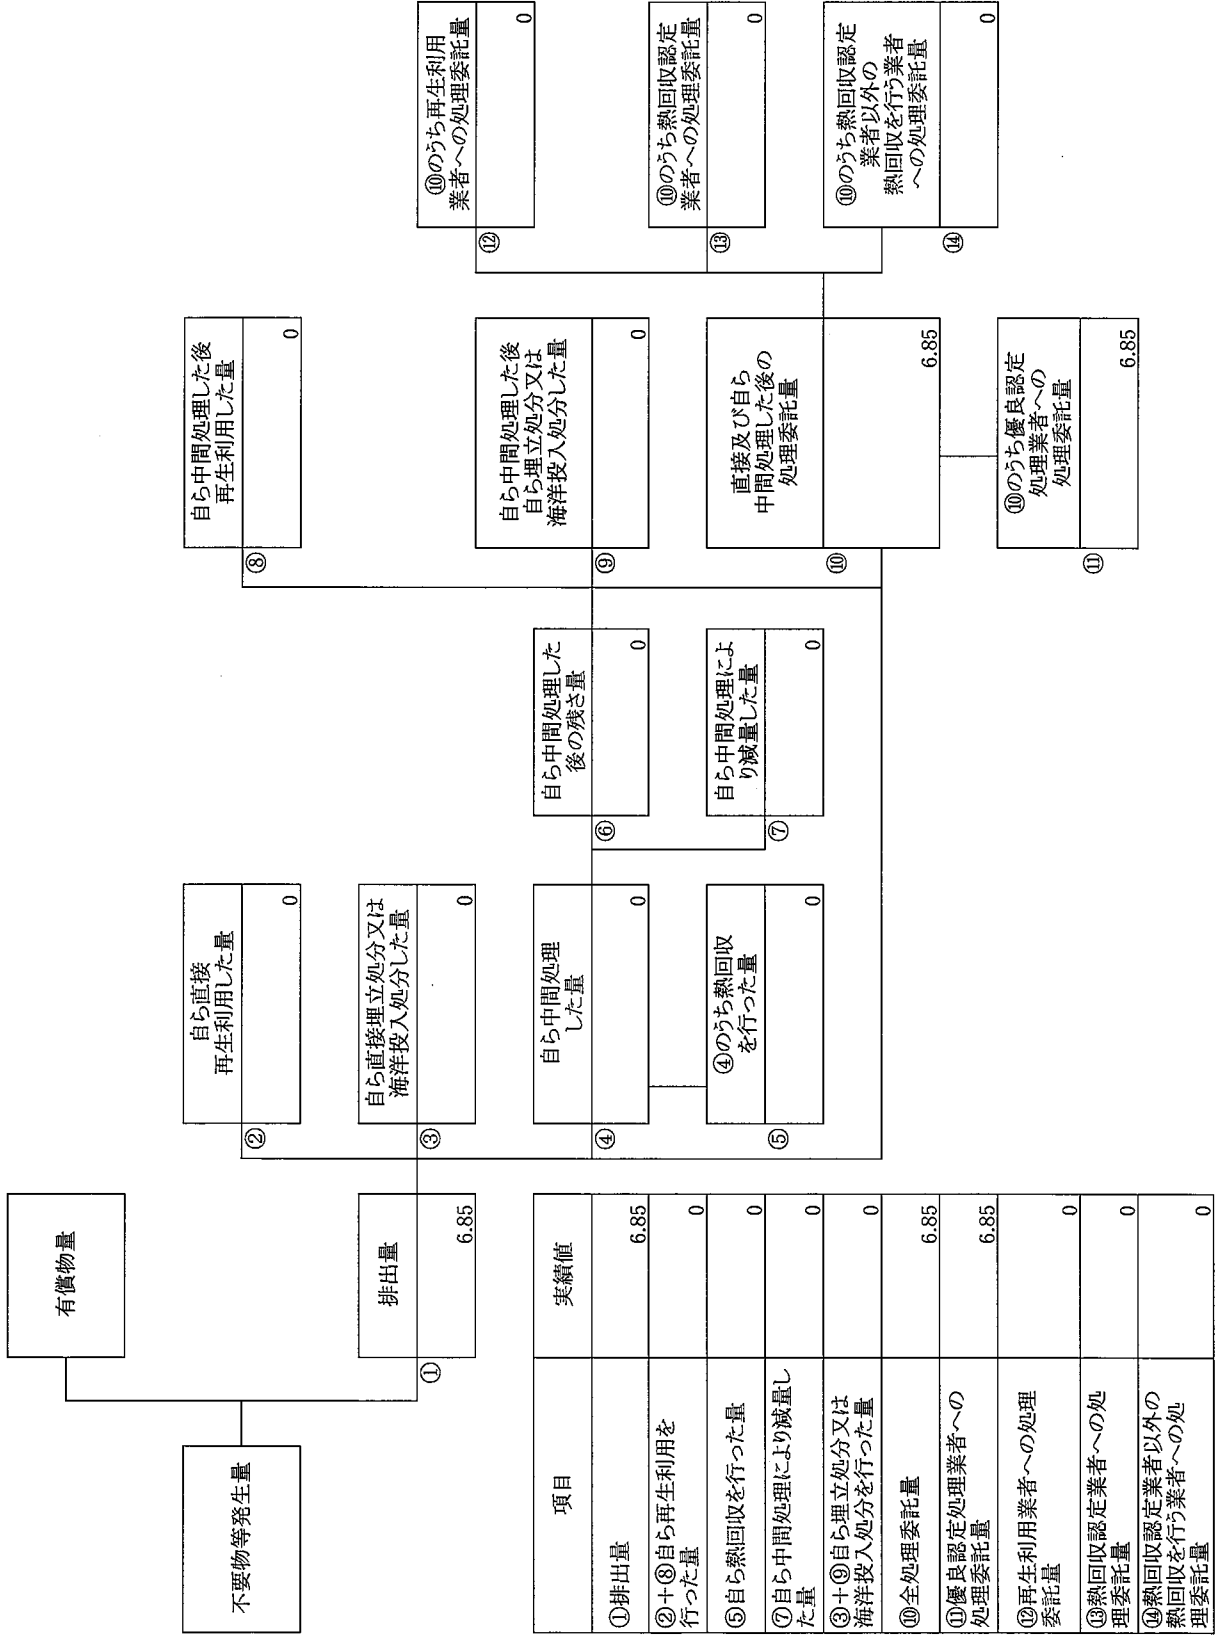 不要物等発生量
有償物量
排出量
①
6.85
自ら直接
再生利用した量
②
0
自ら直接埋立処分又は
海洋投入処分した量
③
0
自ら中間処理
した量
④
0
④のうち熱回収
を行った量
⑤
0
自ら中間処理した
後の残さ量
⑥
0
自ら中間処理によ
り減量した量
⑦
0
自ら中間処理した後
再生利用した量
⑧
0
自ら中間処理した後
自ら埋立処分又は
海洋投入処分した量
⑨
0
直接及び自ら
中間処理した後の
処理委託量
⑩
6.85
⑩のうち優良認定
処理業者への
処理委託量
⑪
6.85
⑩のうち再生利用
業者への処理委託量
⑫
0
⑩のうち熱回収認定
業者への処理委託量
⑬
0
⑩のうち熱回収認定
業者以外の
熱回収を行う業者
への処理委託量
⑭
0
項目
実績値
①排出量
6.85
②+⑧自ら再生利用を
行った量
0
⑤自ら熱回収を行った量
0
⑦自ら中間処理により減量し
た量
0
③+⑨自ら埋立処分又は
海洋投入処分を行った量
0
⑩全処理委託量
6.85
⑪優良認定処理業者への
処理委託量
6.85
⑫再生利用業者への処理
委託量
0
⑬熱回収認定業者への処
理委託量
0
⑭熱回収認定業者以外の
熱回収を行う業者への処
理委託量
0